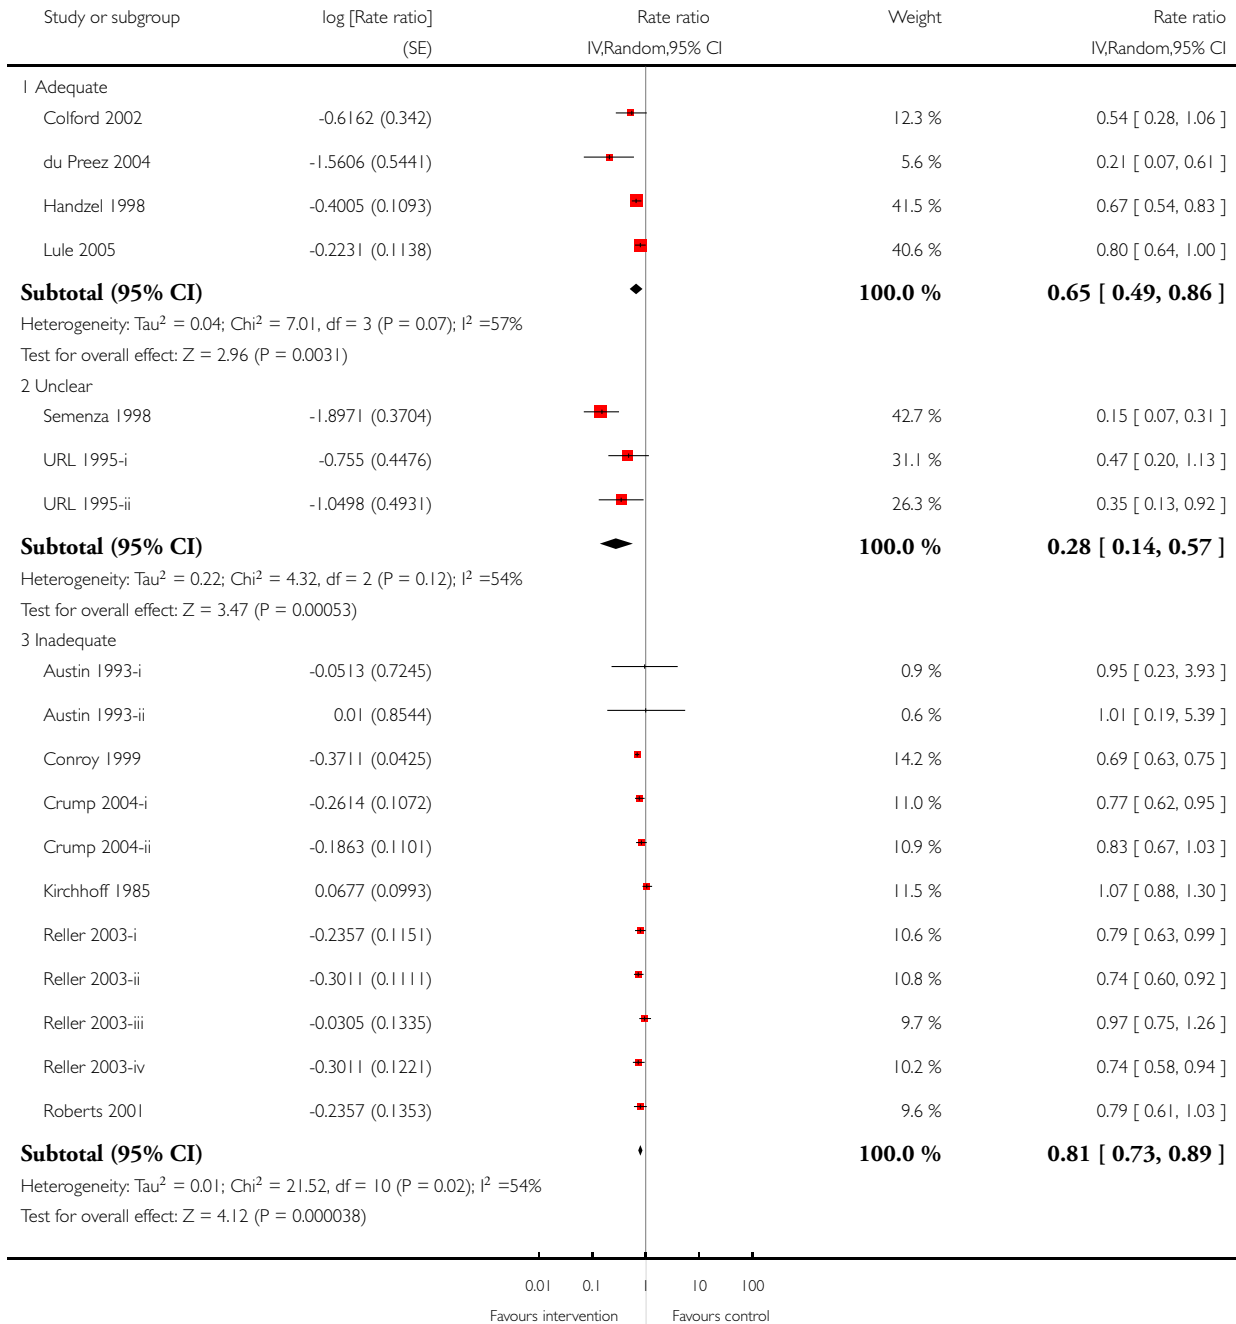 Study or subgroup log [Rate ratio] Rate ratio Weight Rate ratio
(SE) IV,Random,95% CI IV,Random,95% CI
1 Adequate
Colford 2002 -0.6162 (0.342) 12.3 % 0.54 [ 0.28, 1.06 ]
du Preez 2004 -1.5606 (0.5441) 5.6 % 0.21 [ 0.07, 0.61 ]
Handzel 1998 -0.4005 (0.1093) 41.5 % 0.67 [ 0.54, 0.83 ]
Lule 2005 -0.2231 (0.1138) 40.6 % 0.80 [ 0.64, 1.00 ]
Subtotal (95% CI) 100.0 % 0.65 [ 0.49, 0.86 ]
Heterogeneity: Tau² = 0.04; Chi² = 7.01, df = 3 (P = 0.07); I² =57%
Test for overall effect: Z = 2.96 (P = 0.0031)
2 Unclear
Semenza 1998 -1.8971 (0.3704) 42.7 % 0.15 [ 0.07, 0.31 ]
URL 1995-i -0.755 (0.4476) 31.1 % 0.47 [ 0.20, 1.13 ]
URL 1995-ii -1.0498 (0.4931) 26.3 % 0.35 [ 0.13, 0.92 ]
Subtotal (95% CI) 100.0 % 0.28 [ 0.14, 0.57 ]
Heterogeneity: Tau² = 0.22; Chi² = 4.32, df = 2 (P = 0.12); I² =54%
Test for overall effect: Z = 3.47 (P = 0.00053)
3 Inadequate
Austin 1993-i -0.0513 (0.7245) 0.9 % 0.95 [ 0.23, 3.93 ]
Austin 1993-ii 0.01 (0.8544) 0.6 % 1.01 [ 0.19, 5.39 ]
Conroy 1999 -0.3711 (0.0425) 14.2 % 0.69 [ 0.63, 0.75 ]
Crump 2004-i -0.2614 (0.1072) 11.0 % 0.77 [ 0.62, 0.95 ]
Crump 2004-ii -0.1863 (0.1101) 10.9 % 0.83 [ 0.67, 1.03 ]
Kirchhoff 1985 0.0677 (0.0993) 11.5 % 1.07 [ 0.88, 1.30 ]
Reller 2003-i -0.2357 (0.1151) 10.6 % 0.79 [ 0.63, 0.99 ]
Reller 2003-ii -0.3011 (0.1111) 10.8 % 0.74 [ 0.60, 0.92 ]
Reller 2003-iii -0.0305 (0.1335) 9.7 % 0.97 [ 0.75, 1.26 ]
Reller 2003-iv -0.3011 (0.1221) 10.2 % 0.74 [ 0.58, 0.94 ]
Roberts 2001 -0.2357 (0.1353) 9.6 % 0.79 [ 0.61, 1.03 ]
Subtotal (95% CI) 100.0 % 0.81 [ 0.73, 0.89 ]
Heterogeneity: Tau² = 0.01; Chi² = 21.52, df = 10 (P = 0.02); I² =54%
Test for overall effect: Z = 4.12 (P = 0.000038)
0.01 0.1 1 10 100
Favours intervention Favours control